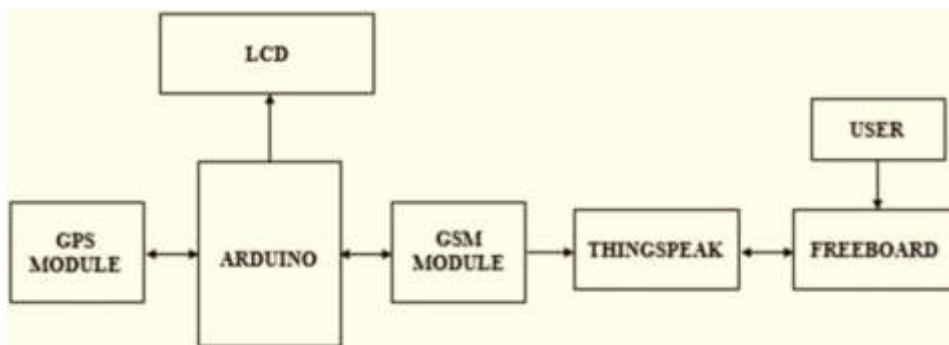 LCD
USER
GPS
MODULE
ARDUINO
GSM
MODULE
THINGSPEAK
FREEBOARD